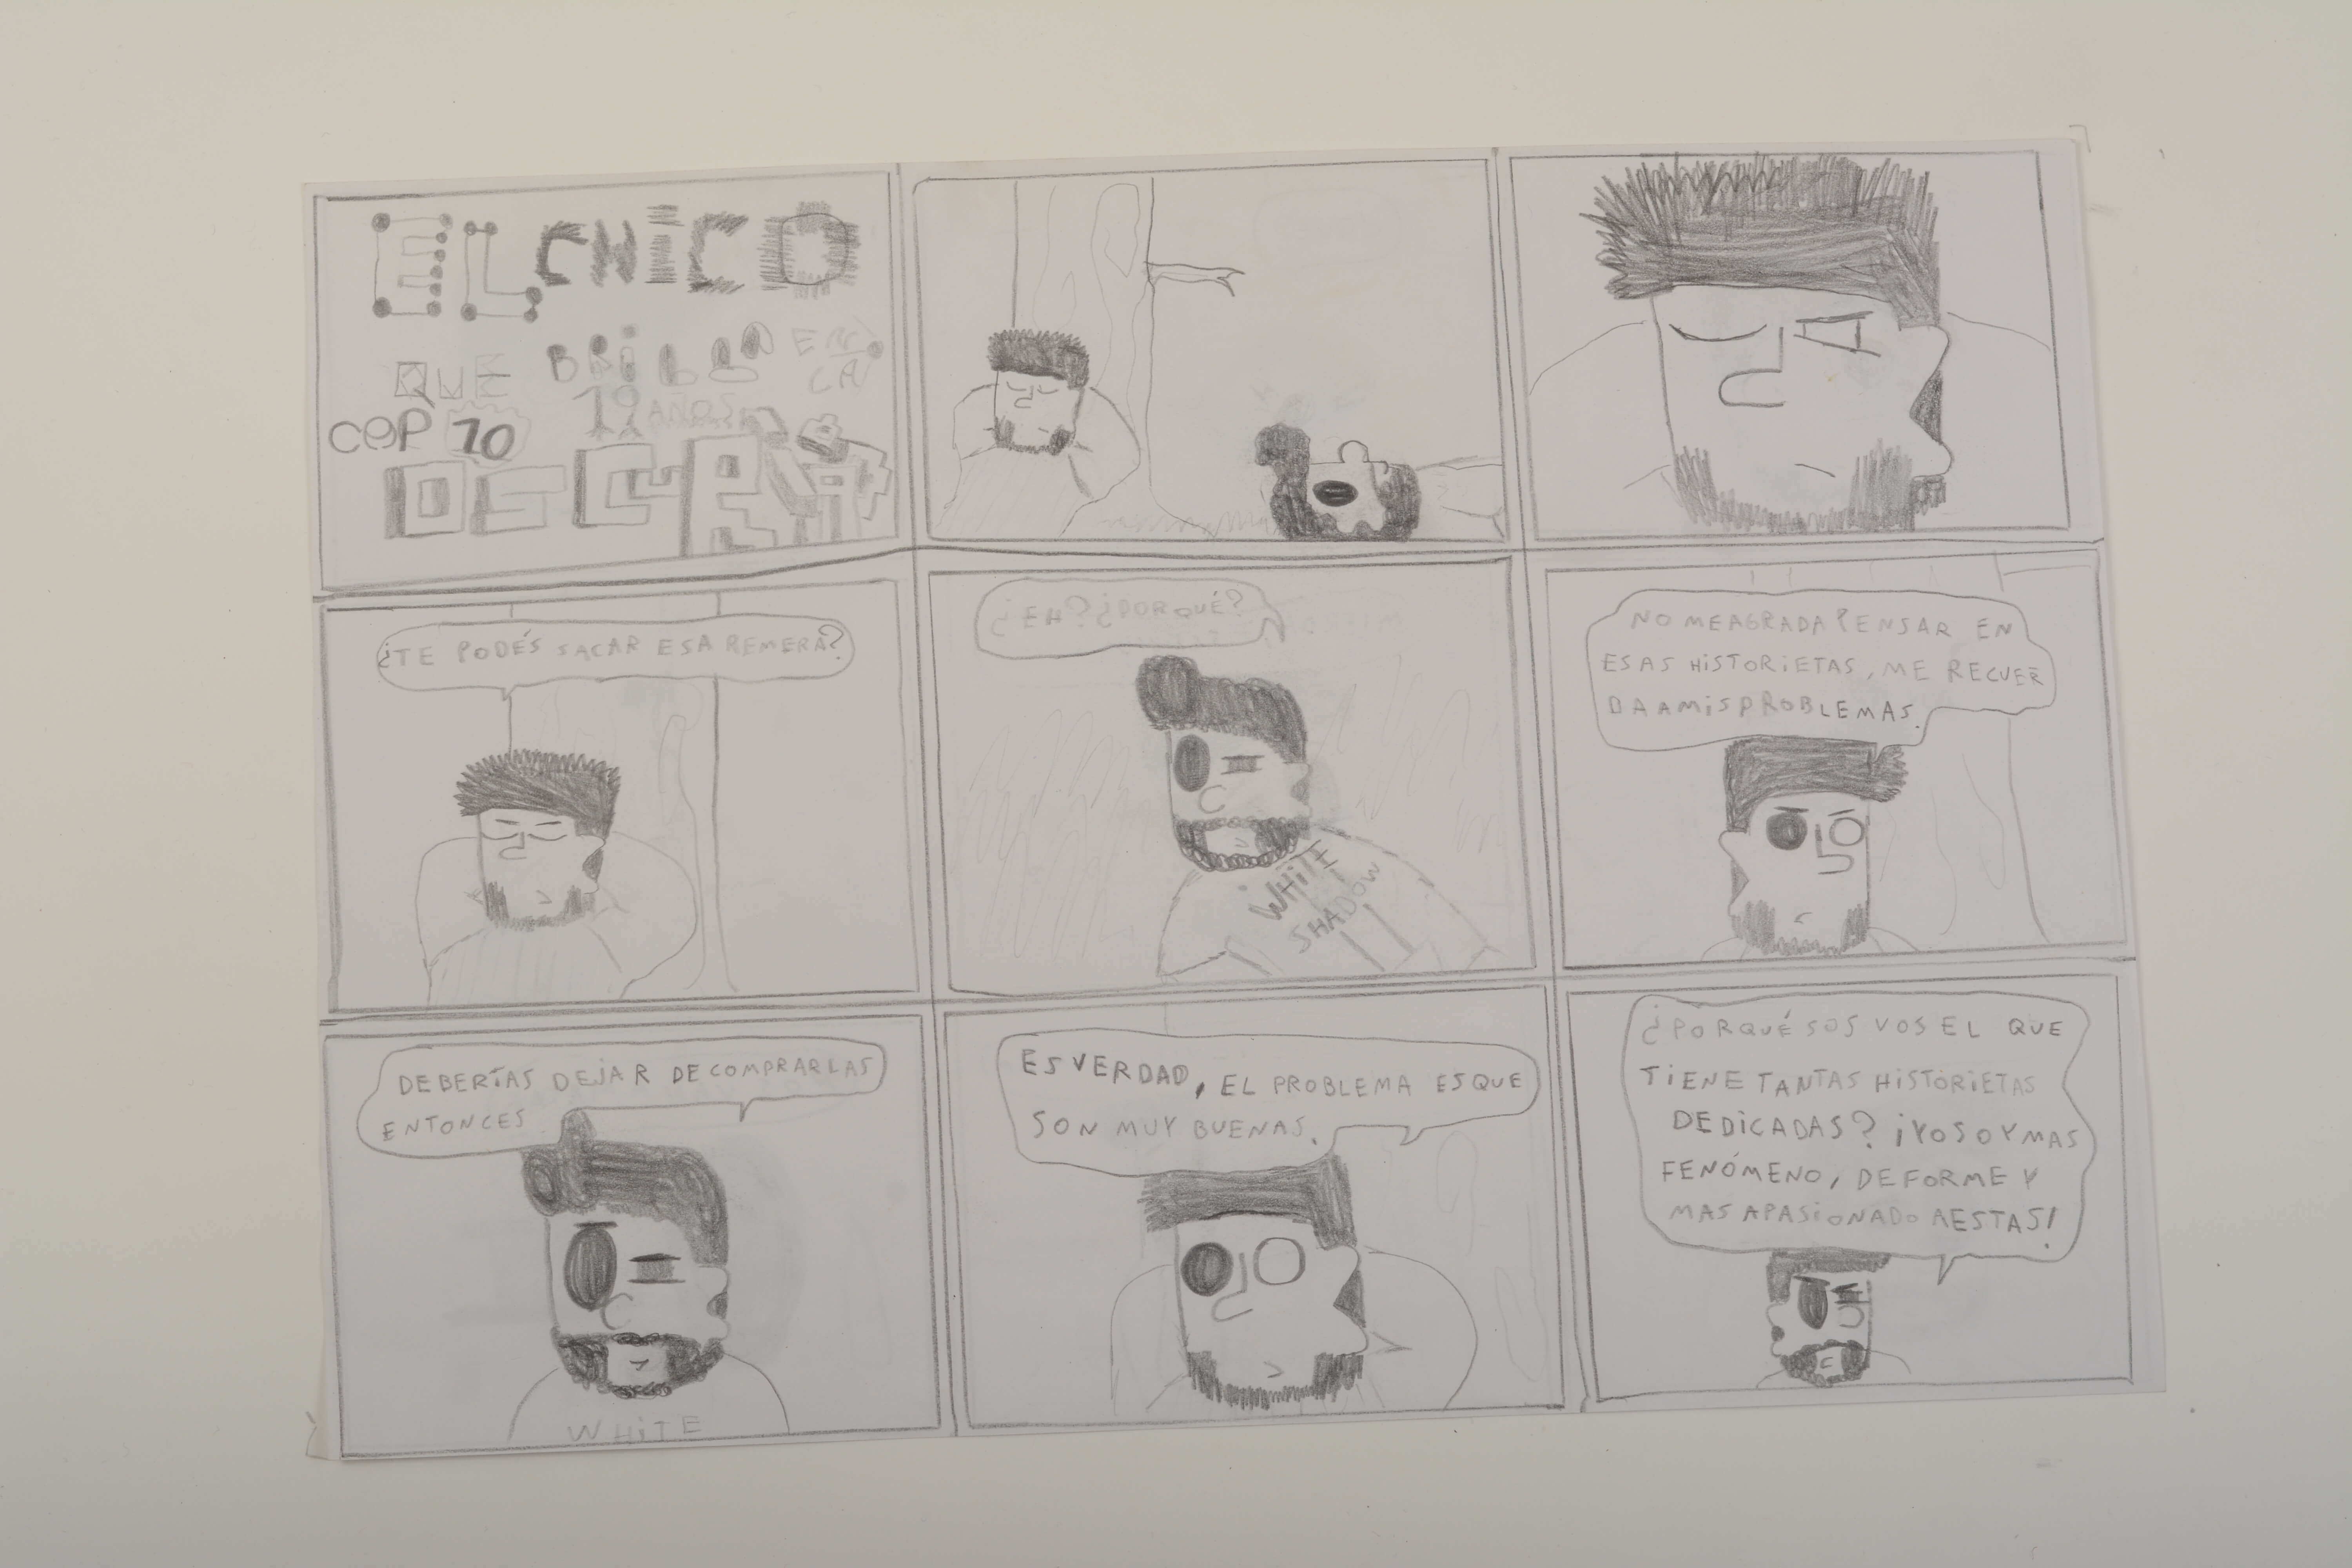 EL CHICO
QUE BRILLA EN LA
CAP 10 19 AÑOS
OSCURIDAD
¿TE PODÉS SACAR ESA REMERA?
¿EH? ¿PORQUÉ?
WHITE
SHADOW
NO ME AGRADA PENSAR EN
ESAS HISTORIETAS, ME RECUER
DA A MIS PROBLEMAS.
DEBERÍAS DEJAR DE COMPRARLAS
ENTONCES
WHITE
ES VERDAD, EL PROBLEMA ES QUE
SON MUY BUENAS.
¿PORQUÉ SOS VOS EL QUE
TIENE TANTAS HISTORIETAS
DEDICADAS? ¡YO SOY MAS
FENÓMENO, DEFORME Y
MAS APASIONADO A ESTAS!